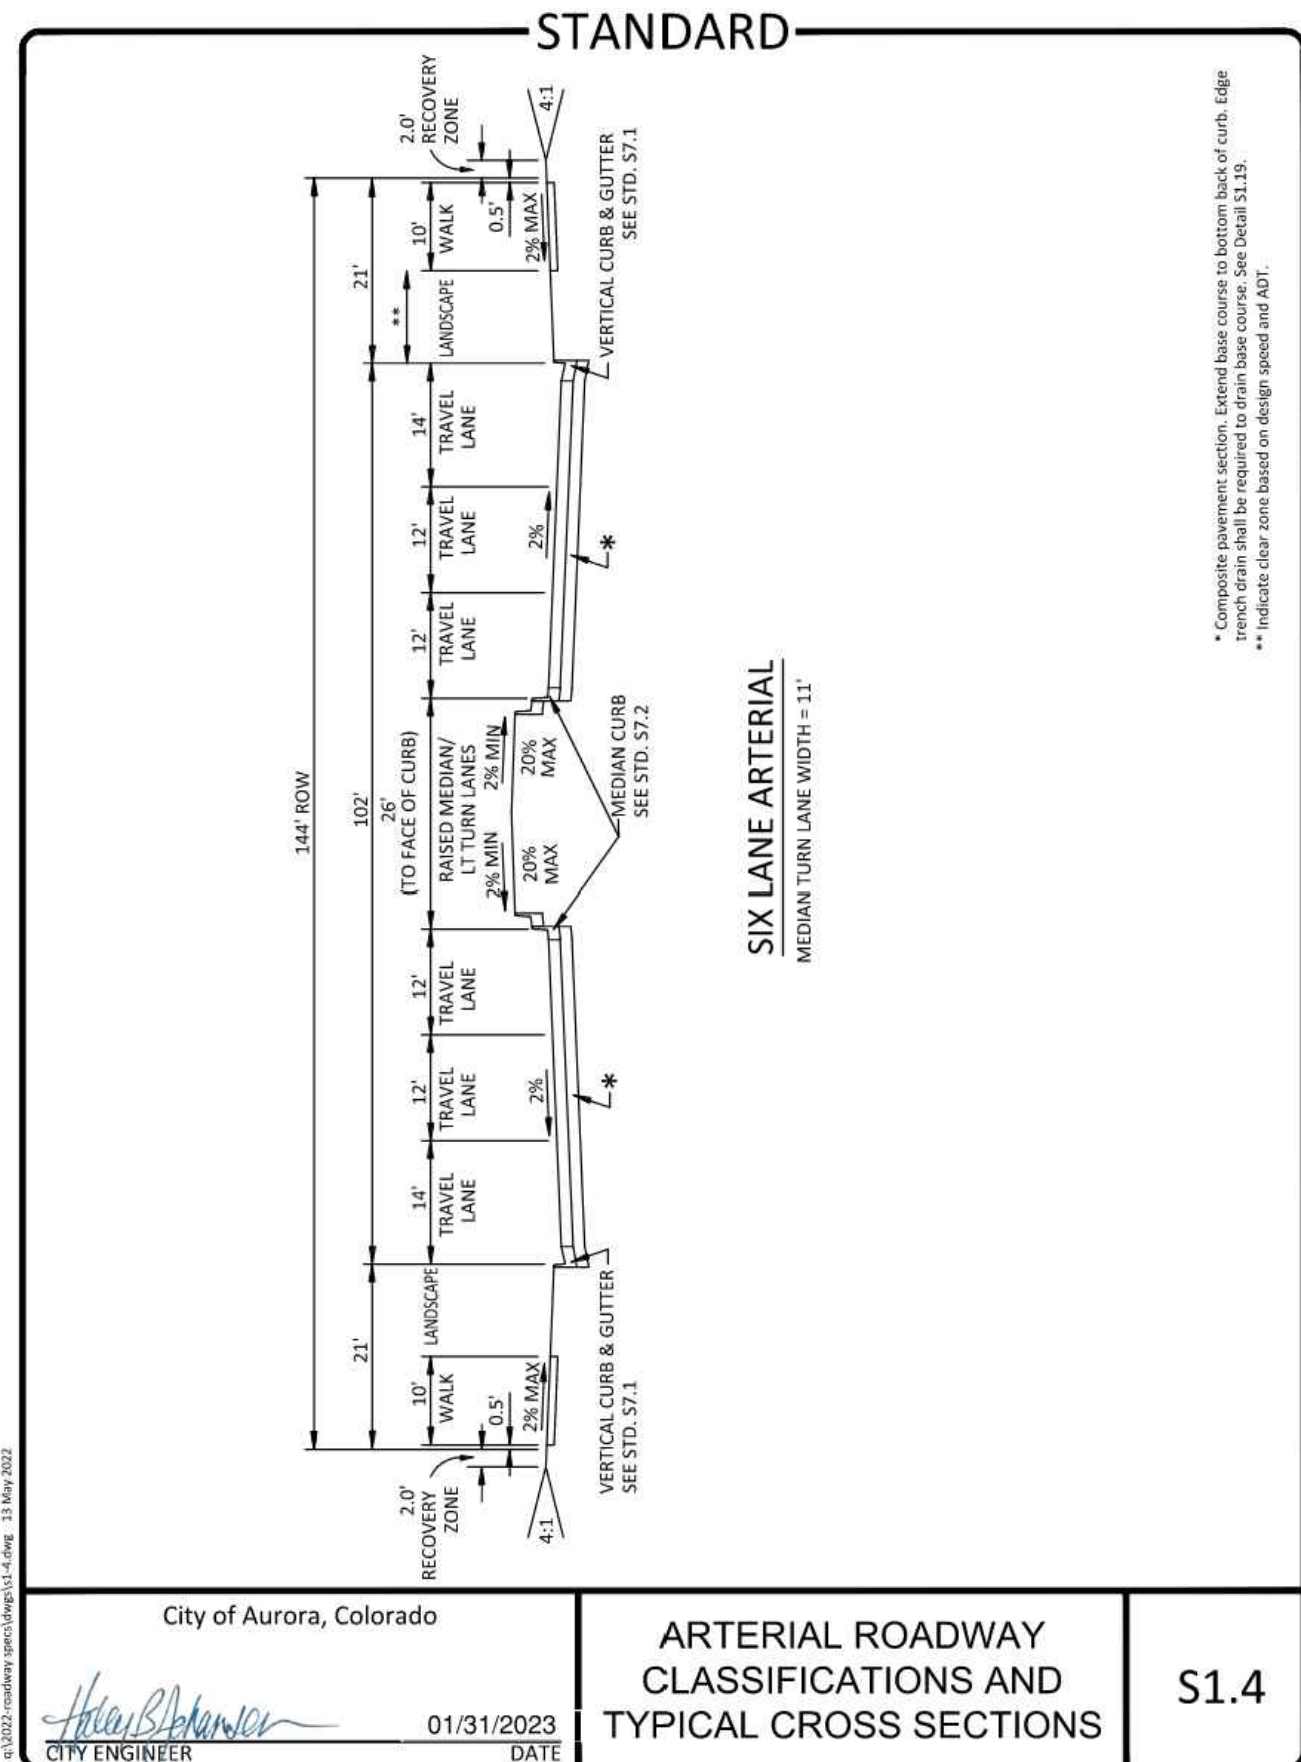 STANDARD
144' ROW
21'
102'
21'
2.0'
RECOVERY
ZONE
10'
WALK
0.5'
2% MAX
LANDSCAPE
14'
TRAVEL
LANE
12'
TRAVEL
LANE
12'
TRAVEL
LANE
26'
(TO FACE OF CURB)
RAISED MEDIAN/
LT TURN LANES
2% MIN
2% MIN
20%
MAX
20%
MAX
12'
TRAVEL
LANE
12'
TRAVEL
LANE
14'
TRAVEL
LANE
**
LANDSCAPE
10'
WALK
0.5'
2% MAX
2.0'
RECOVERY
ZONE
4:1
2%
2%
4:1
*
*
VERTICAL CURB & GUTTER
SEE STD. S7.1
MEDIAN CURB
SEE STD. S7.2
VERTICAL CURB & GUTTER
SEE STD. S7.1
SIX LANE ARTERIAL
MEDIAN TURN LANE WIDTH = 11'
* Composite pavement section. Extend base course to bottom back of curb. Edge
trench drain shall be required to drain base course. See Detail S1.19.
** Indicate clear zone based on design speed and ADT.
q:\2022-roadway specs\dwgs\s1-4.dwg 13 May 2022
City of Aurora, Colorado
01/31/2023
CITY ENGINEER
DATE
ARTERIAL ROADWAY
CLASSIFICATIONS AND
TYPICAL CROSS SECTIONS
S1.4